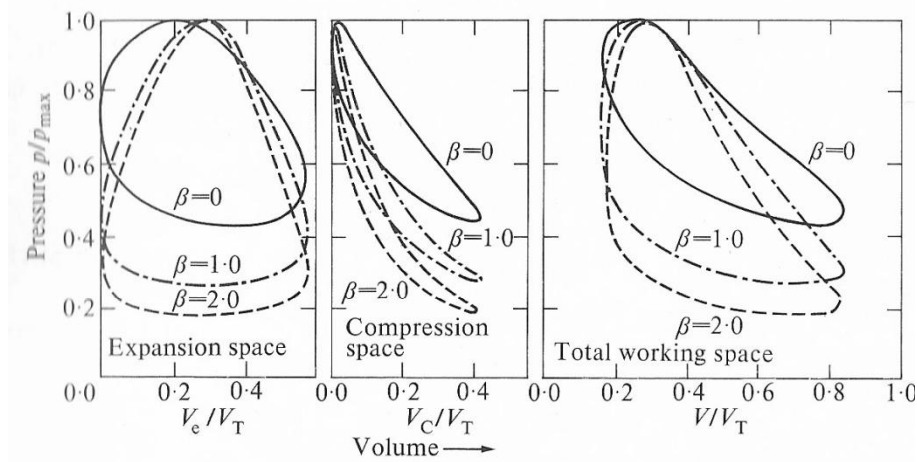 Pressure p/p_max
1·0
0·8
0·6
0·4
0·2
0·0
β=0
β=1·0
β=2·0
Expansion space
0·2
0·4
V_e/V_T
β=0
β=1·0
β=2·0
Compression
space
0·0
0·2
0·4
V_C/V_T
β=0
β=1·0
β=2·0
Total working space
0·0
0·2
0·4
0·6
0·8
1·0
V/V_T
Volume →